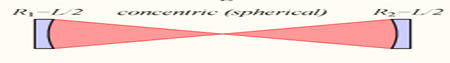 R₁=L/2 concentric (spherical) R₂=L/2